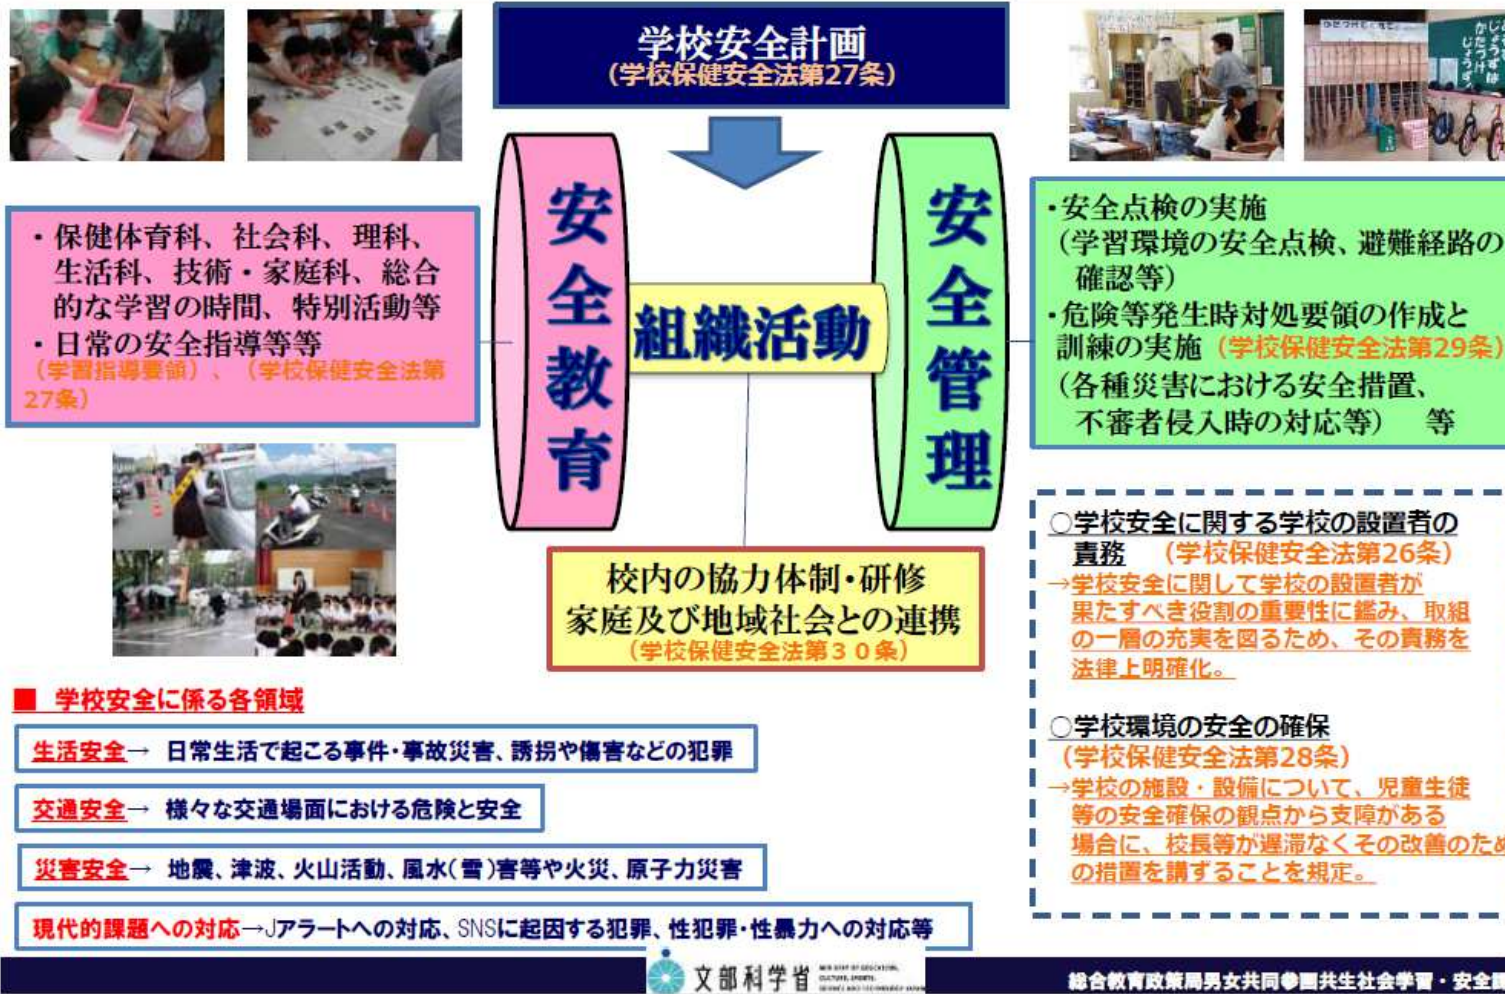 学校安全計画
（学校保健安全法第27条）
安全教育
組織活動
安全管理
・保健体育科、社会科、理科、
生活科、技術・家庭科、総合
的な学習の時間、特別活動等
・日常の安全指導等等
（学習指導要領）、（学校保健安全法第
27条）
・安全点検の実施
（学習環境の安全点検、避難経路の
確認等）
・危険等発生時対処要領の作成と
訓練の実施（学校保健安全法第29条）
（各種災害における安全措置、
不審者侵入時の対応等）　等
校内の協力体制・研修
家庭及び地域社会との連携
（学校保健安全法第３０条）
○学校安全に関する学校の設置者の
責務　（学校保健安全法第26条）
→学校安全に関して学校の設置者が
果たすべき役割の重要性に鑑み、取組
の一層の充実を図るため、その責務を
法律上明確化。
○学校環境の安全の確保
（学校保健安全法第28条）
→学校の施設・設備について、児童生徒
等の安全確保の観点から支障がある
場合に、校長等が遅滞なくその改善のため
の措置を講ずることを規定。
■ 学校安全に係る各領域
生活安全→ 日常生活で起こる事件・事故災害、誘拐や傷害などの犯罪
交通安全→ 様々な交通場面における危険と安全
災害安全→ 地震、津波、火山活動、風水（雪）害等や火災、原子力災害
現代的課題への対応→Jアラートへの対応、SNSに起因する犯罪、性犯罪・性暴力への対応等
文部科学省
総合教育政策局男女共同参画共生社会学習・安全